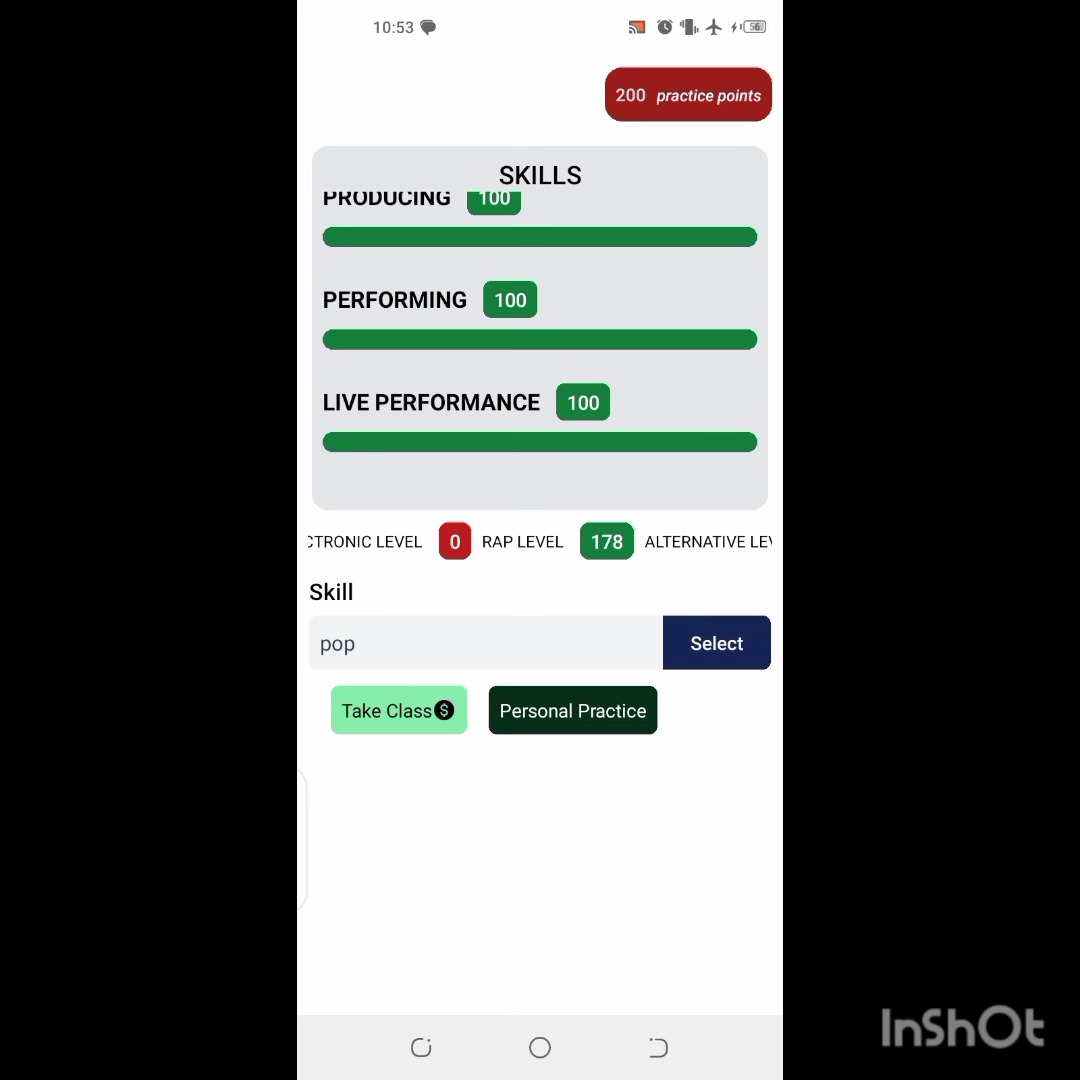 10:53
56
200 practice points
SKILLS
PRODUCING 100
PERFORMING 100
LIVE PERFORMANCE 100
CTRONIC LEVEL 0 RAP LEVEL 178 ALTERNATIVE LEV
Skill
pop Select
Take Class$ Personal Practice
InShOt